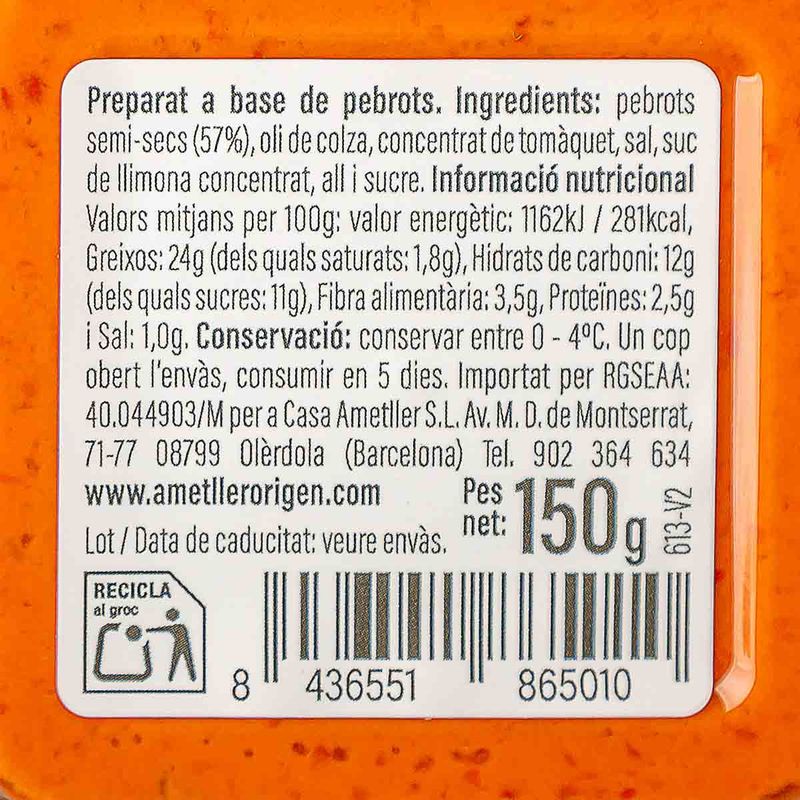 Preparat a base de pebrots. Ingredients: pebrots
semi-secs (57%), oli de colza, concentrat de tomàquet, sal, suc
de llimona concentrat, all i sucre. Informació nutricional
Valors mitjans per 100g: valor energètic: 1162kJ / 281kcal,
Greixos: 24g (dels quals saturats: 1,8g), Hidrats de carboni: 12g
(dels quals sucres: 11g), Fibra alimentària: 3,5g, Proteïnes: 2,5g
i Sal: 1,0g. Conservació: conservar entre 0 - 4ºC. Un cop
obert l'envàs, consumir en 5 dies. Importat per RGSEAA:
40.044903/M per a Casa Ametller S.L. Av. M. D. de Montserrat,
71-77 08799 Olèrdola (Barcelona) Tel. 902 364 634
www.ametllerorigen.com
Pes net: 150g
613-V2
Lot / Data de caducitat: veure envàs.
RECICLA
al groc
8 436551 865010